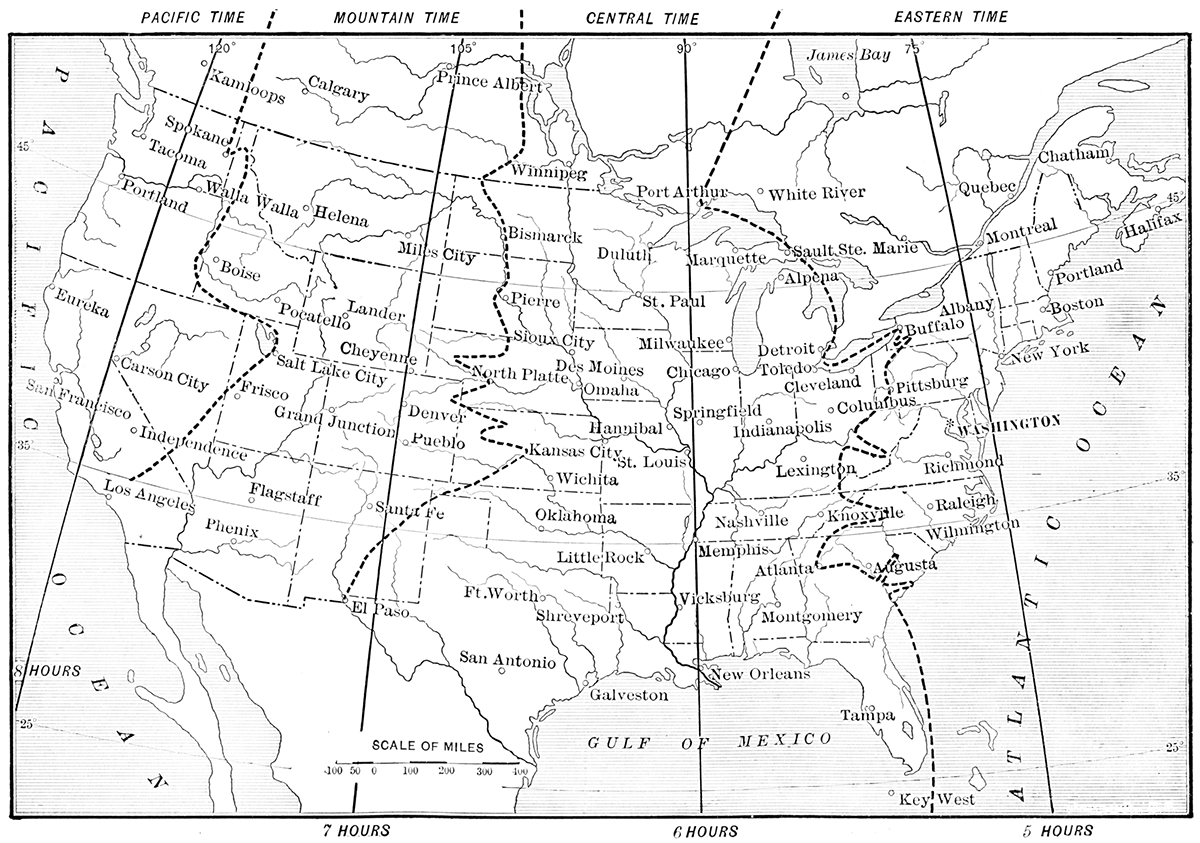 PACIFIC TIME
MOUNTAIN TIME
CENTRAL TIME
EASTERN TIME
120°
105°
90°
75°
James Bay
Kamloops
Calgary
Prince Albert
Spokane
Tacoma
45°
Winnipeg
Port Arthur
White River
Quebec
Chatham
Portland
Walla Walla
Helena
Miles City
Bismarck
Duluth
Marquette
Sault Ste. Marie
Montreal
45°
Halifax
Boise
Alpena
Portland
Eureka
Pocatello
Lander
Pierre
St. Paul
Albany
Boston
Buffalo
Cheyenne
Sioux City
Milwaukee
Detroit
New York
Carson City
Salt Lake City
North Platte
Des Moines
Chicago
Toledo
Cleveland
Pittsburg
San Francisco
Frisco
Omaha
Columbus
Grand Junction
Denver
Springfield
Indianapolis
WASHINGTON
Independence
Pueblo
Hannibal
Kansas City
St. Louis
Lexington
Richmond
35°
35°
Los Angeles
Flagstaff
Santa Fe
Wichita
Nashville
Knoxville
Raleigh
Phenix
Oklahoma
Wilmington
Little Rock
Memphis
Atlanta
Augusta
El Paso
Ft. Worth
Shreveport
Vicksburg
Montgomery
San Antonio
New Orleans
Galveston
Tampa
8 HOURS
25°
25°
SCALE OF MILES
100 50 0 100 200 300 400
GULF OF MEXICO
Key West
PACIFIC OCEAN
ATLANTIC OCEAN
7 HOURS
6 HOURS
5 HOURS